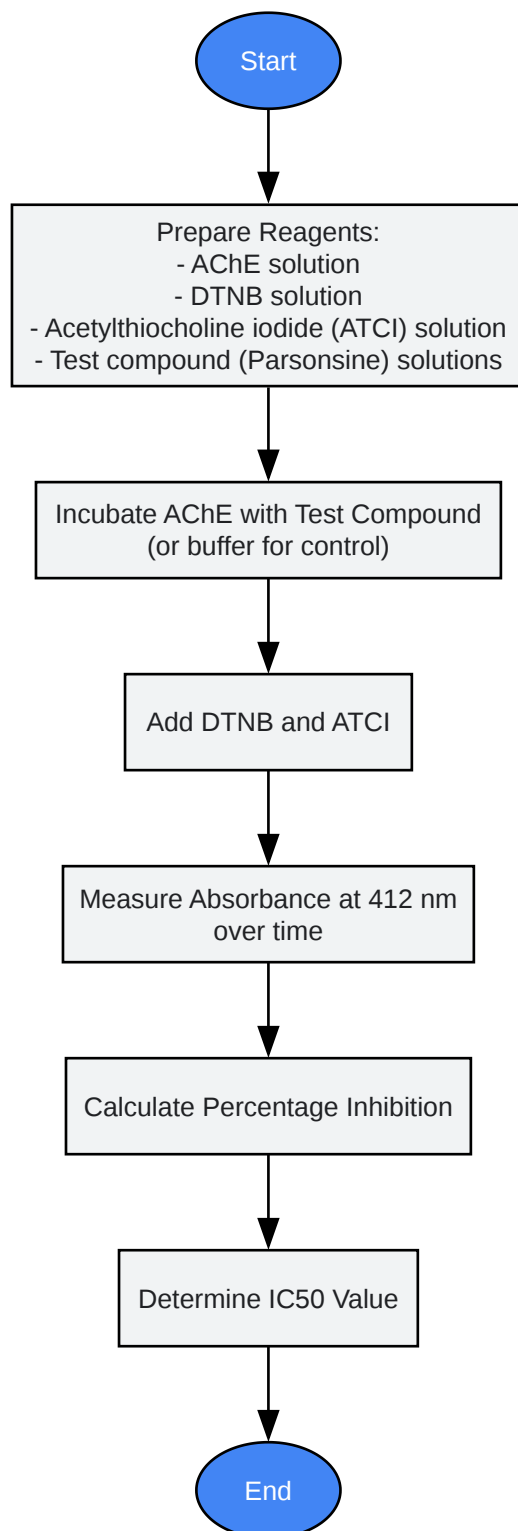 Start
Prepare Reagents:
- AChE solution
- DTNB solution
- Acetylthiocholine iodide (ATCI) solution
- Test compound (Parsonsine) solutions
Incubate AChE with Test Compound
(or buffer for control)
Add DTNB and ATCI
Measure Absorbance at 412 nm
over time
Calculate Percentage Inhibition
Determine IC50 Value
End